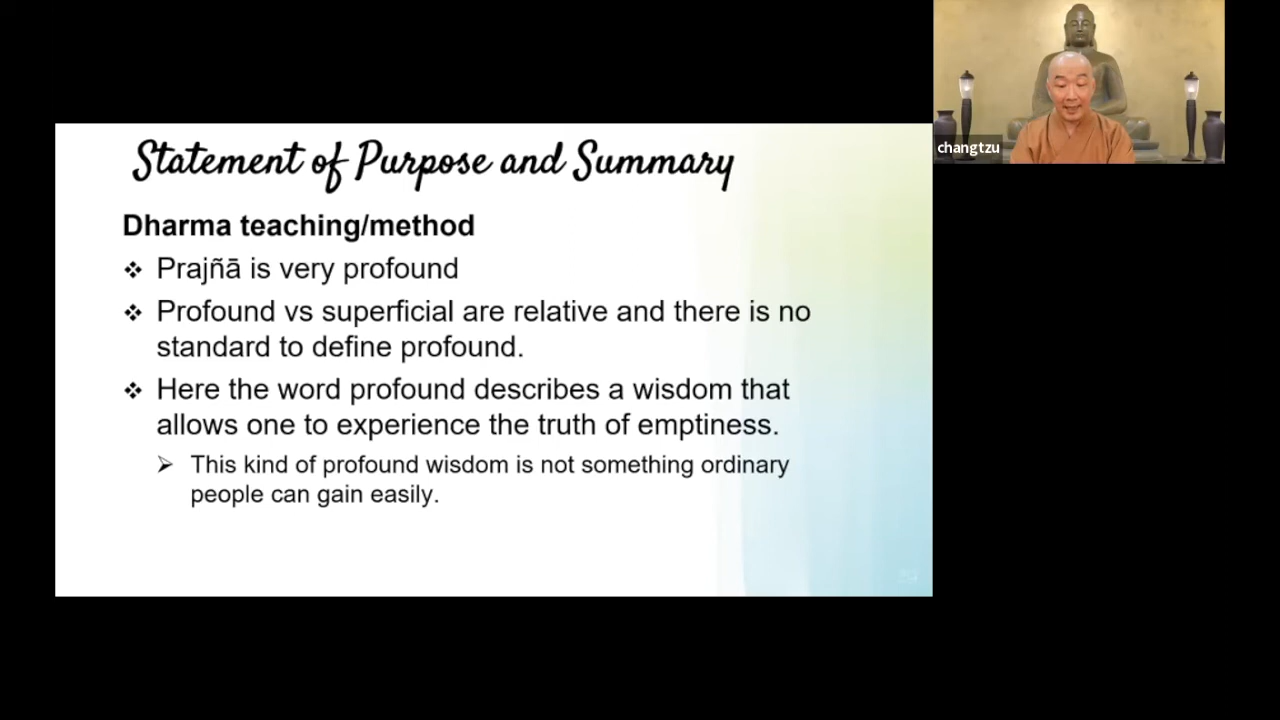 Statement of Purpose and Summary
Dharma teaching/method
❖ Prajñā is very profound
❖ Profound vs superficial are relative and there is no
standard to define profound.
❖ Here the word profound describes a wisdom that
allows one to experience the truth of emptiness.
➢ This kind of profound wisdom is not something ordinary
people can gain easily.
changtzu